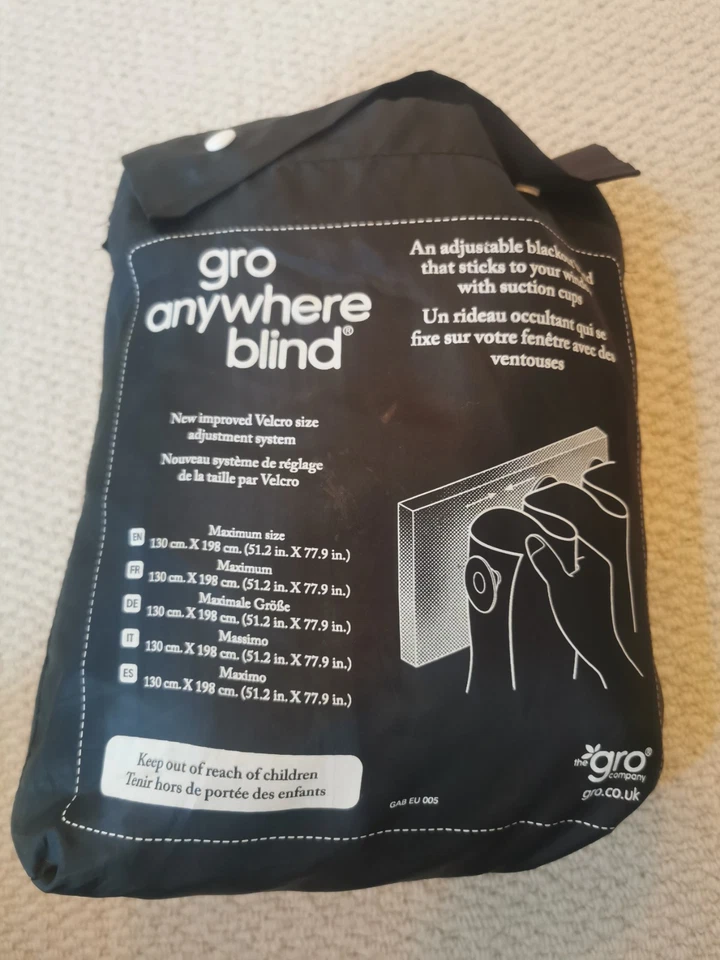 gro
anywhere
blind®
An adjustable blackout
that sticks to your window
with suction cups
Un rideau occultant qui se
fixe sur votre fenêtre avec des
ventouses
New improved Velcro size
adjustment system
Nouveau système de réglage
de la taille par Velcro
EN Maximum size
130 cm. X 198 cm. (51.2 in. X 77.9 in.)
FR Maximum
130 cm. X 198 cm. (51.2 in. X 77.9 in.)
DE Maximale Größe
130 cm. X 198 cm. (51.2 in. X 77.9 in.)
IT Massimo
130 cm. X 198 cm. (51.2 in. X 77.9 in.)
ES Maximo
130 cm. X 198 cm. (51.2 in. X 77.9 in.)
Keep out of reach of children
Tenir hors de portée des enfants
GAB EU 005
the gro®
company
gro.co.uk